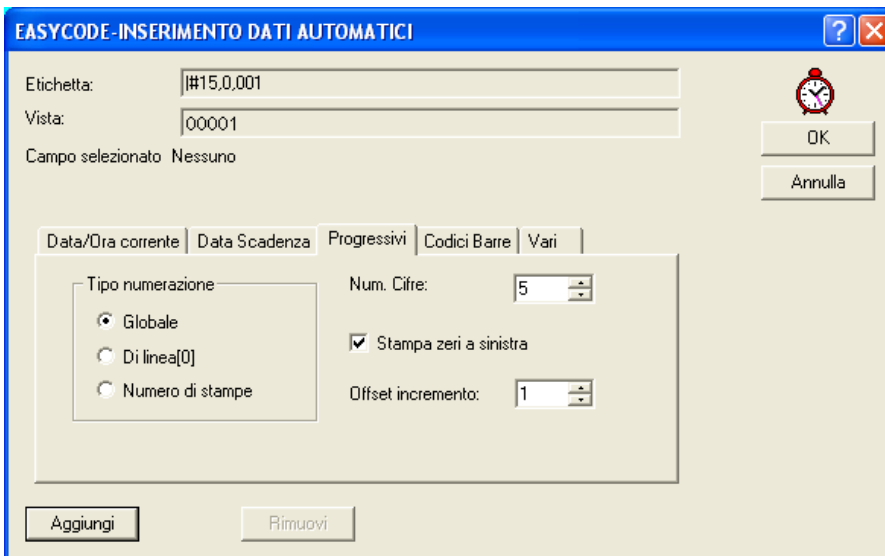 EASYCODE-INSERIMENTO DATI AUTOMATICI
Etichetta: |#15,0,001
Vista: 00001
OK
Campo selezionato Nessuno
Annulla
Data/Ora corrente Data Scadenza Progressivi Codici Barre Vari
Tipo numerazione
Num. Cifre: 5
Globale
Stampa zeri a sinistra
Di linea[0]
Numero di stampe
Offset incremento: 1
Aggiungi Rimuovi